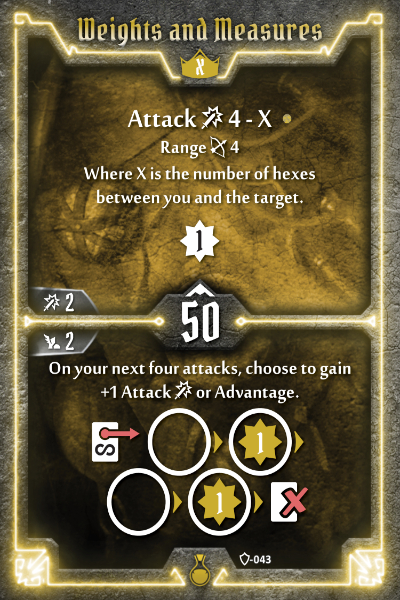 Weights and Measures
X
Attack 4 - X
Range 4
Where X is the number of hexes
between you and the target.
1
2
50
2
On your next four attacks, choose to gain
+1 Attack or Advantage.
S
1
1
-043